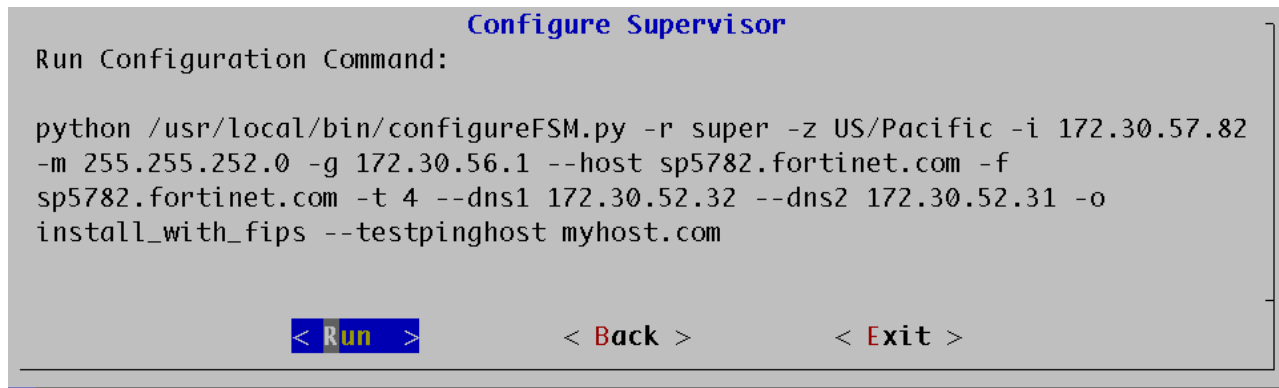 Configure Supervisor
Run Configuration Command:
python /usr/local/bin/configureFSM.py -r super -z US/Pacific -i 172.30.57.82
-m 255.255.252.0 -g 172.30.56.1 --host sp5782.fortinet.com -f
sp5782.fortinet.com -t 4 --dns1 172.30.52.32 --dns2 172.30.52.31 -o
install_with_fips --testpinghost myhost.com
< Run > < Back > < Exit >